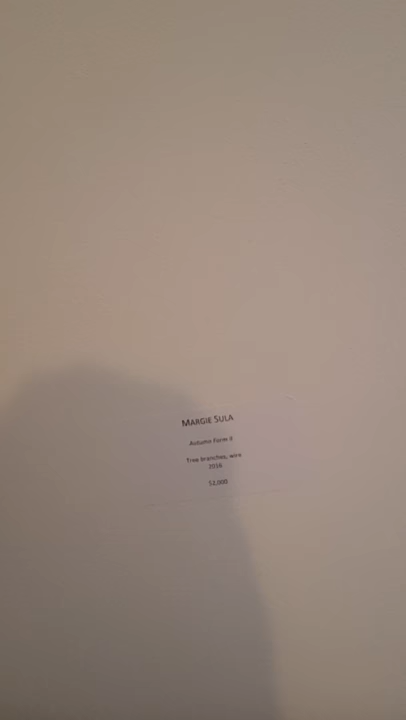 MARGIE SULA
Autumn Form II
Tree branches, wire
2016
$2,000